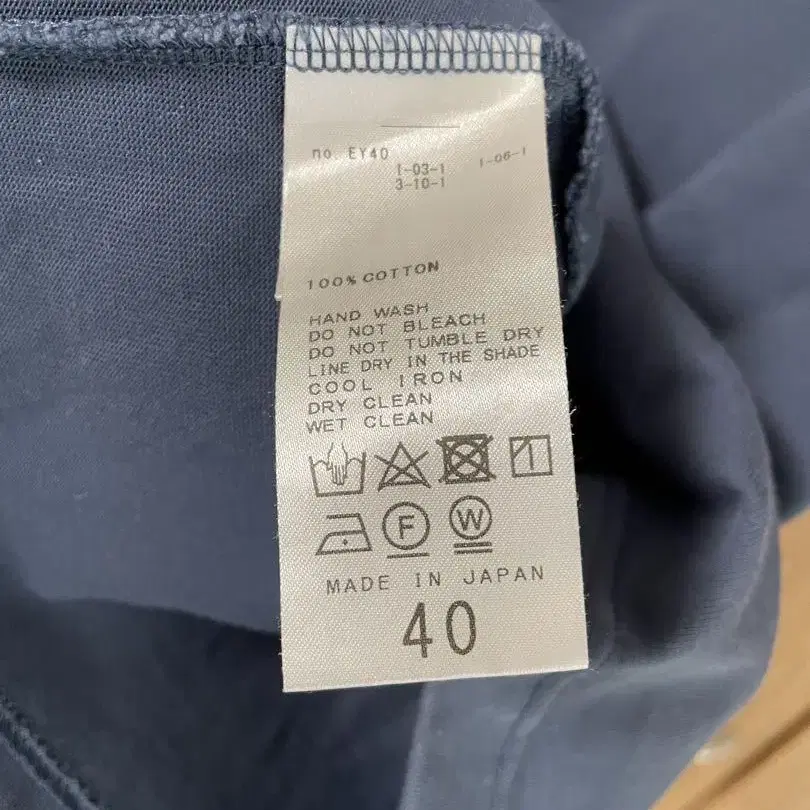 no. EY40
1-03-1 1-06-1
3-10-1
100% COTTON
HAND WASH
DO NOT BLEACH
DO NOT TUMBLE DRY
LINE DRY IN THE SHADE
COOL IRON
DRY CLEAN
WET CLEAN
F W
MADE IN JAPAN
40